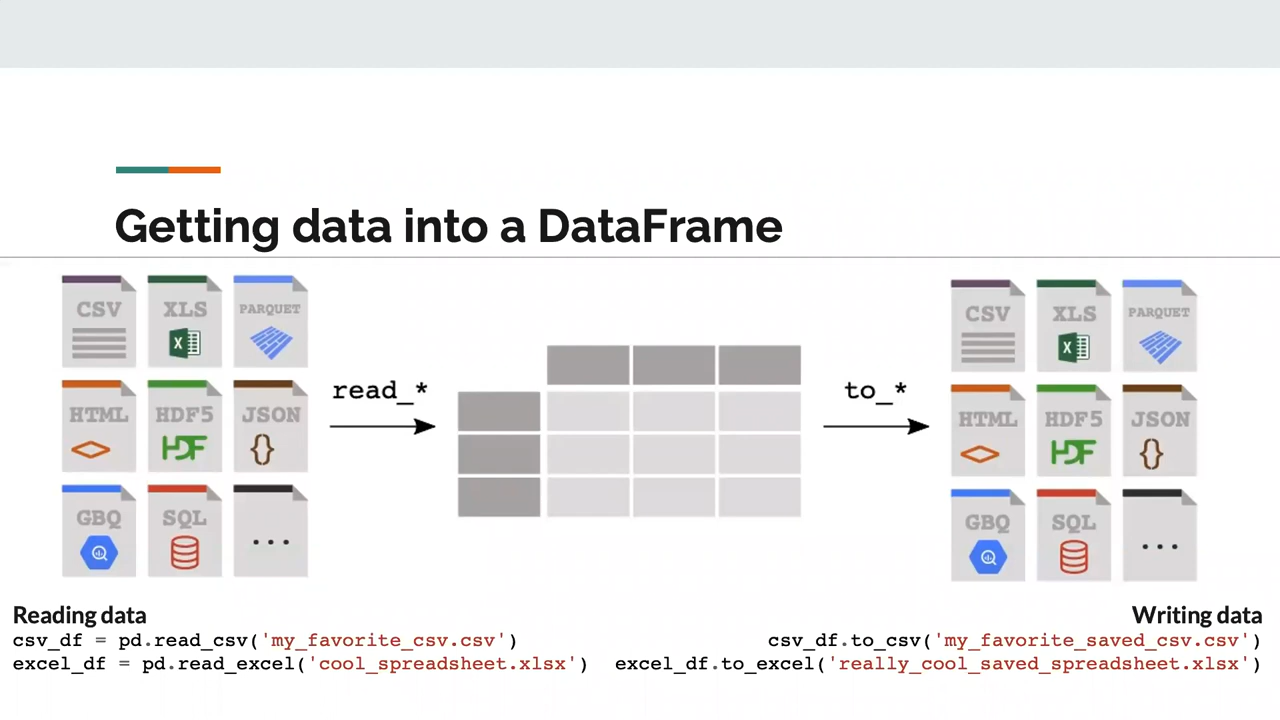 Getting data into a DataFrame
CSV XLS PARQUET
HTML HDF5 JSON
<> HDF {}
GBQ SQL
...
read_*
to_*
CSV XLS PARQUET
HTML HDF5 JSON
<> HDF {}
GBQ SQL
...
Reading data
csv_df = pd.read_csv('my_favorite_csv.csv')
excel_df = pd.read_excel('cool_spreadsheet.xlsx')
Writing data
csv_df.to_csv('my_favorite_saved_csv.csv')
excel_df.to_excel('really_cool_saved_spreadsheet.xlsx')